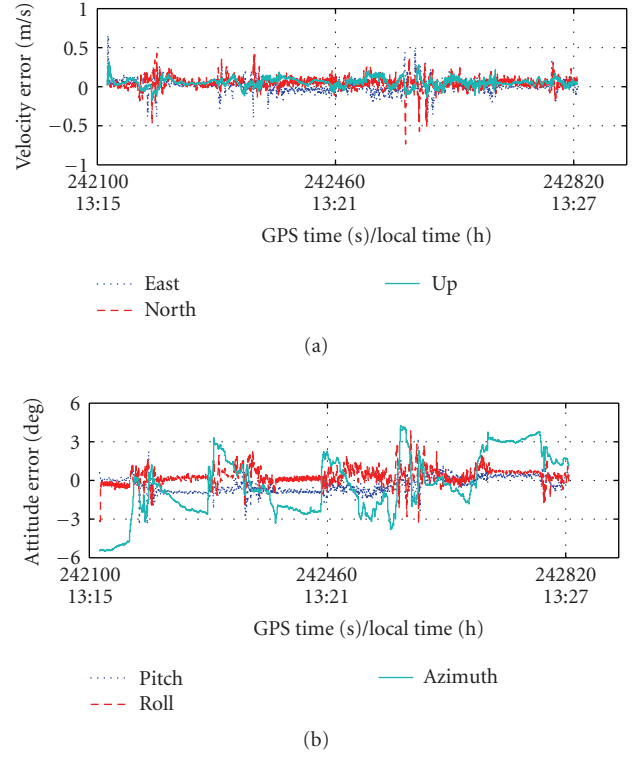 Velocity error (m/s)
1
0.5
0
−0.5
−1
242100 242460 242820
13:15 13:21 13:27
GPS time (s)/local time (h)
East Up
North
(a)
Attitude error (deg)
6
3
0
−3
−6
242100 242460 242820
13:15 13:21 13:27
GPS time (s)/local time (h)
Pitch Azimuth
Roll
(b)